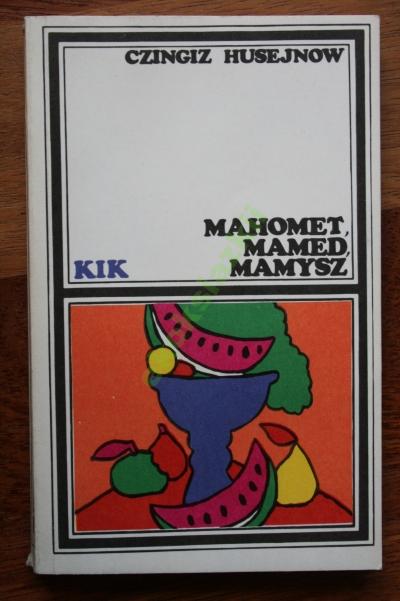 CZINGIZ HUSEJNOW
MAHOMET,
MAMED,
KIK MAMYSZ